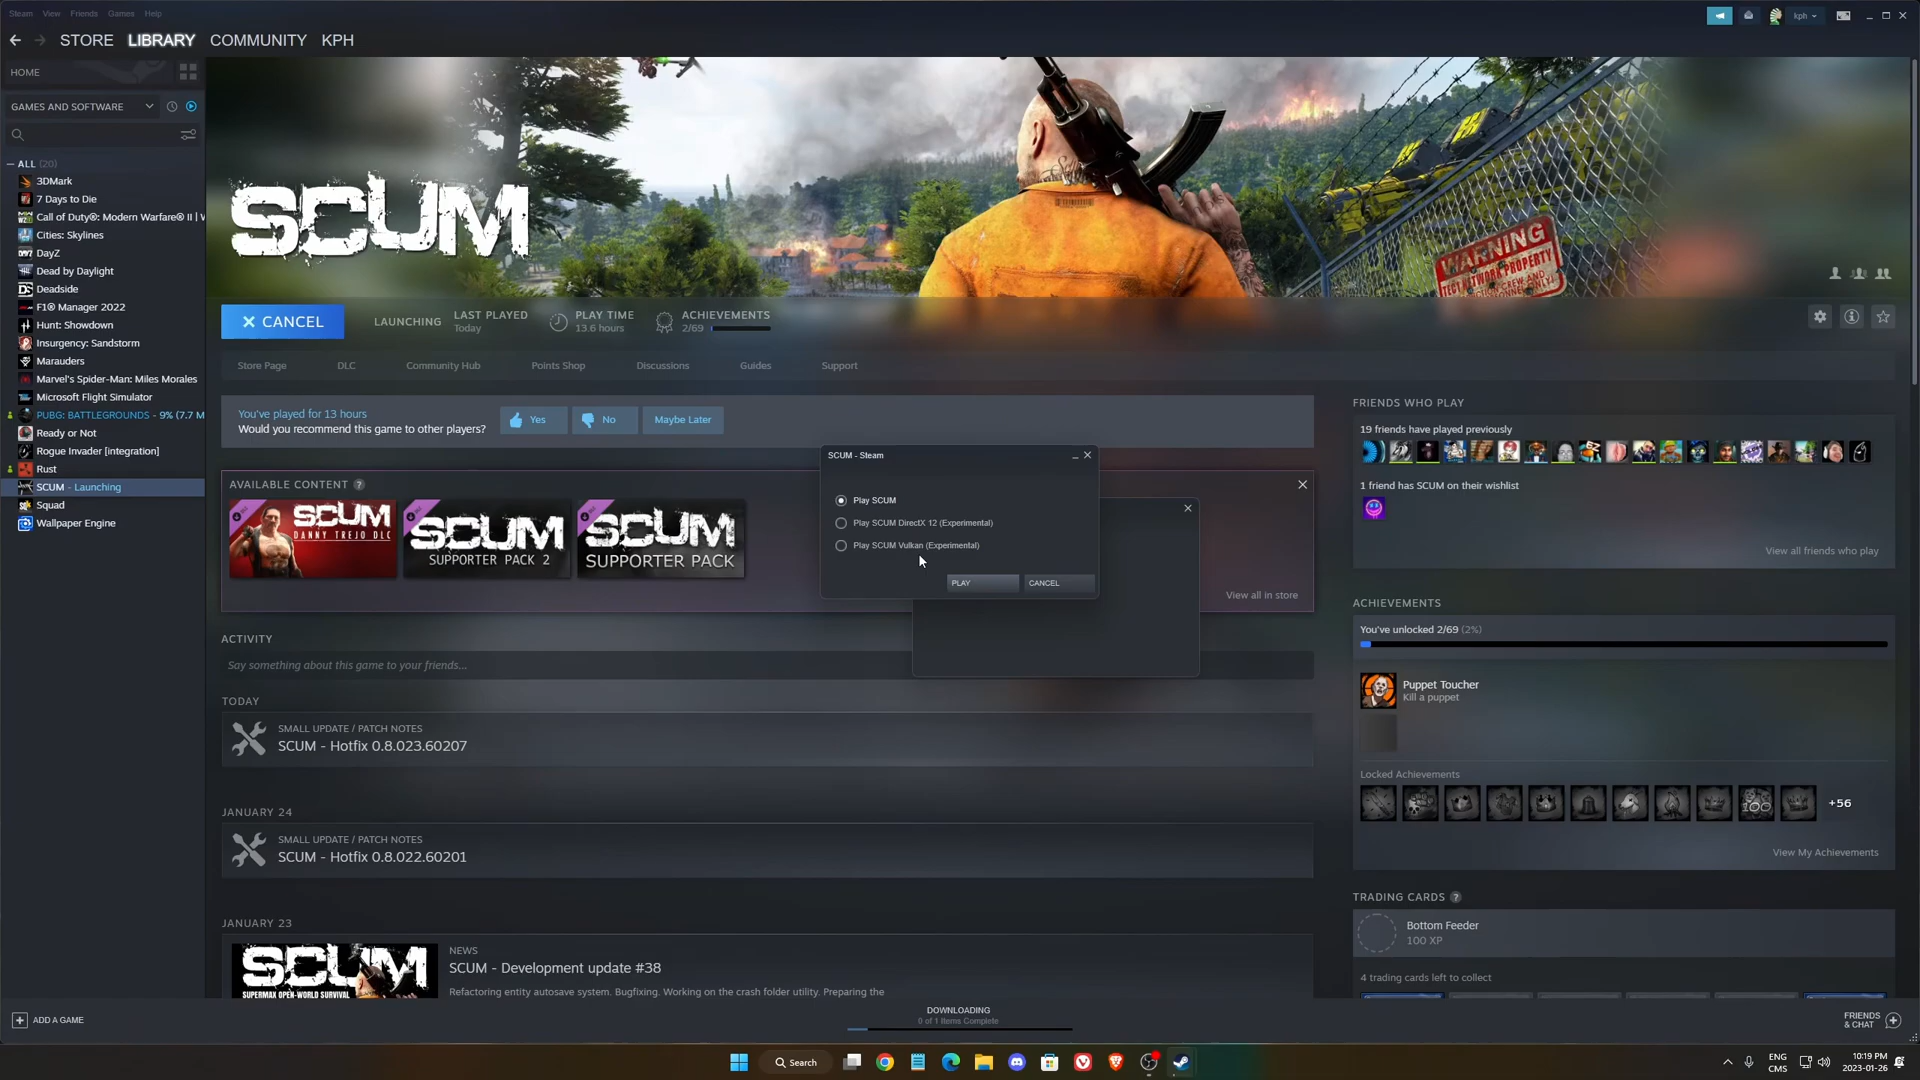 Steam View Friends Games Help
kph
STORE LIBRARY COMMUNITY KPH
HOME
GAMES AND SOFTWARE
ALL (20)
3DMark
7 Days to Die
Call of Duty®: Modern Warfare® II | W
Cities: Skylines
DayZ
Dead by Daylight
Deadside
F1® Manager 2022
Hunt: Showdown
Insurgency: Sandstorm
Marauders
Marvel's Spider-Man: Miles Morales
Microsoft Flight Simulator
PUBG: BATTLEGROUNDS - 9% (7.7 M
Ready or Not
Rogue Invader [integration]
Rust
SCUM - Launching
Squad
Wallpaper Engine
ADD A GAME
SCUM
WARNING
CANCEL
LAUNCHING
LAST PLAYED
Today
PLAY TIME
13.6 hours
ACHIEVEMENTS
2/69
Store Page DLC Community Hub Points Shop Discussions Guides Support
You've played for 13 hours
Would you recommend this game to other players?
Yes No Maybe Later
AVAILABLE CONTENT ?
SCUM
DANNY TREJO DLC
SCUM
SUPPORTER PACK 2
SCUM
SUPPORTER PACK
View all in store
SCUM - Steam
Play SCUM
Play SCUM DirectX 12 (Experimental)
Play SCUM Vulkan (Experimental)
PLAY CANCEL
ACTIVITY
Say something about this game to your friends...
TODAY
SMALL UPDATE / PATCH NOTES
SCUM - Hotfix 0.8.023.60207
JANUARY 24
SMALL UPDATE / PATCH NOTES
SCUM - Hotfix 0.8.022.60201
JANUARY 23
SCUM
SUPERMAX OPEN-WORLD SURVIVAL
NEWS
SCUM - Development update #38
Refactoring entity autosave system. Bugfixing. Working on the crash folder utility. Preparing the
FRIENDS WHO PLAY
19 friends have played previously
1 friend has SCUM on their wishlist
View all friends who play
ACHIEVEMENTS
You've unlocked 2/69 (2%)
Puppet Toucher
Kill a puppet
Locked Achievements
+56
View My Achievements
TRADING CARDS ?
Bottom Feeder
100 XP
4 trading cards left to collect
DOWNLOADING
0 of 1 Items Complete
FRIENDS
& CHAT
Search
ENG
CMS
10:19 PM
2023-01-26